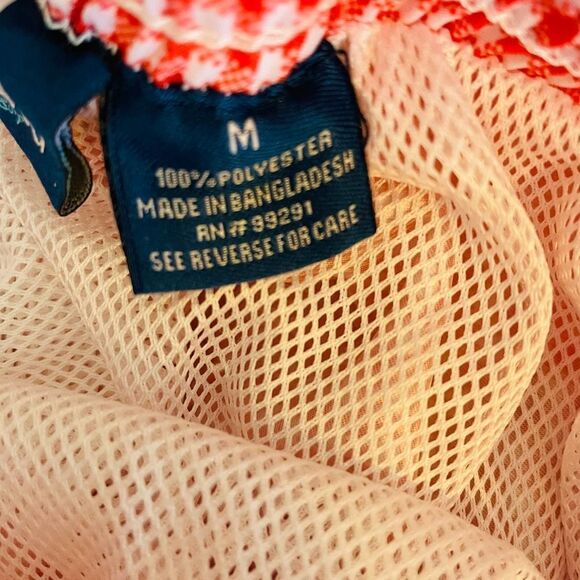 M
100% POLYESTER
MADE IN BANGLADESH
RN # 99291
SEE REVERSE FOR CARE